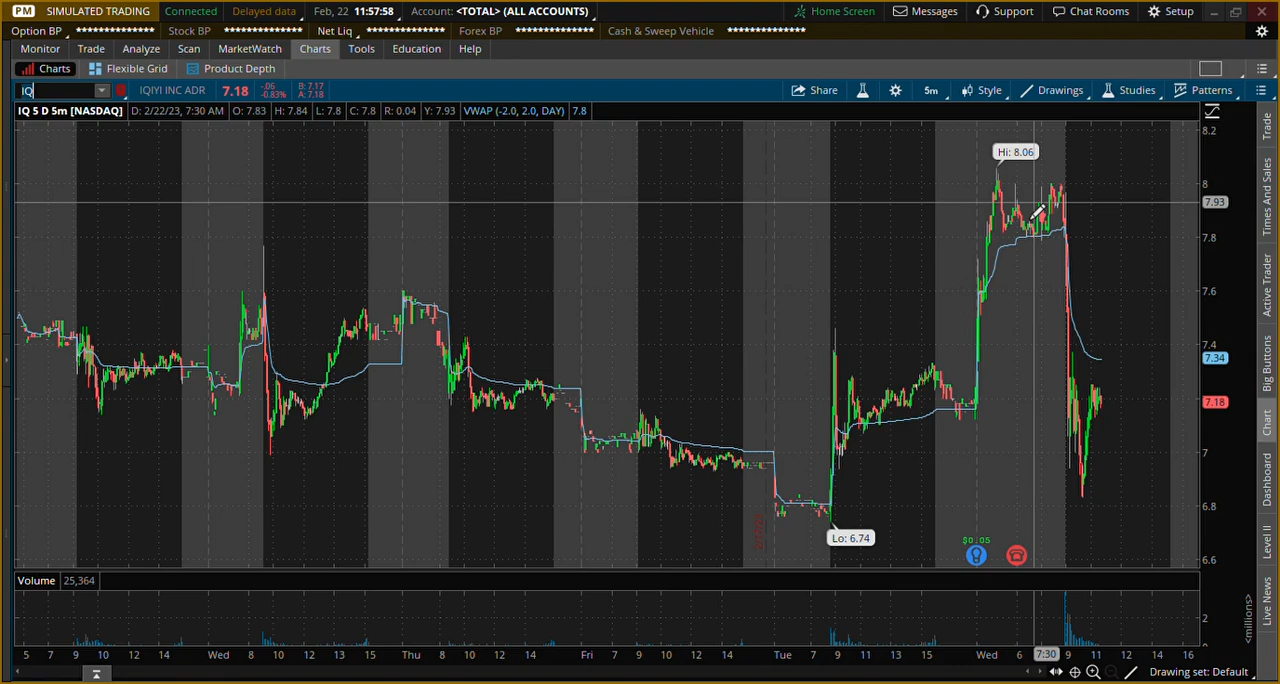 PM SIMULATED TRADING Connected Delayed data Feb, 22 11:57:58 Account: <TOTAL> (ALL ACCOUNTS) Home Screen Messages Support Chat Rooms Setup
Option BP ************** Stock BP ************** Net Liq ************** Forex BP ************** Cash & Sweep Vehicle **************
Monitor Trade Analyze Scan MarketWatch Charts Tools Education Help
Charts Flexible Grid Product Depth
IQ IQIYI INC ADR 7.18 -.06 -0.83% B: 7.17 A: 7.18 Share 5m Style Drawings Studies Patterns
IQ 5 D 5m [NASDAQ] D: 2/22/23, 7:30 AM O: 7.83 H: 7.84 L: 7.8 C: 7.8 R: 0.04 Y: 7.93 VWAP (-2.0, 2.0, DAY) 7.8
8.2
Hi: 8.06
8
7.93
7.8
7.6
7.4
7.34
7.18
7
6.8
Lo: 6.74
$0.05
6.6
Volume 25,364
2
0
<millions>
5 7 9 10 12 14 Wed 8 10 12 13 15 Thu 8 10 12 14 Fri 9 10 12 14 Tue 7 9 11 13 15 Wed 6 7:30 9 11 12 14 16
Drawing set: Default
Trade
Times And Sales
Active Trader
Big Buttons
Chart
Dashboard
Level II
Live News